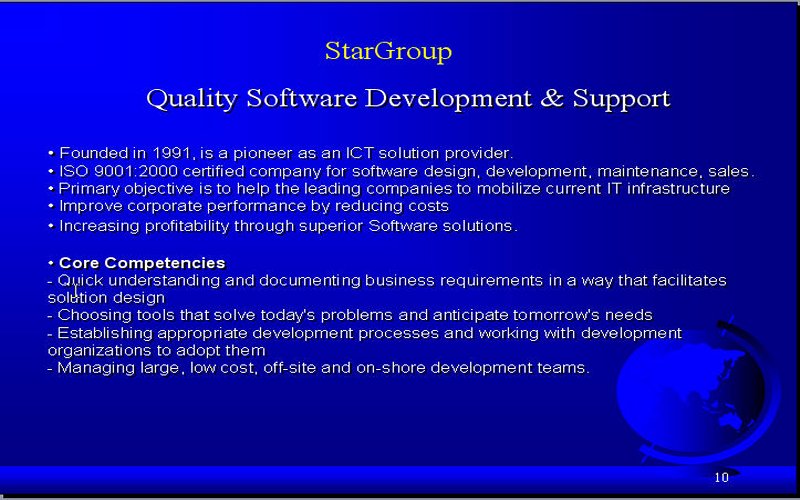 StarGroup
Quality Software Development & Support
• Founded in 1991, is a pioneer as an ICT solution provider.
• ISO 9001:2000 certified company for software design, development, maintenance, sales.
• Primary objective is to help the leading companies to mobilize current IT infrastructure
• Improve corporate performance by reducing costs
• Increasing profitability through superior Software solutions.
• Core Competencies
- Quick understanding and documenting business requirements in a way that facilitates
solution design
- Choosing tools that solve today's problems and anticipate tomorrow's needs
- Establishing appropriate development processes and working with development
organizations to adopt them
- Managing large, low cost, off-site and on-shore development teams.
10